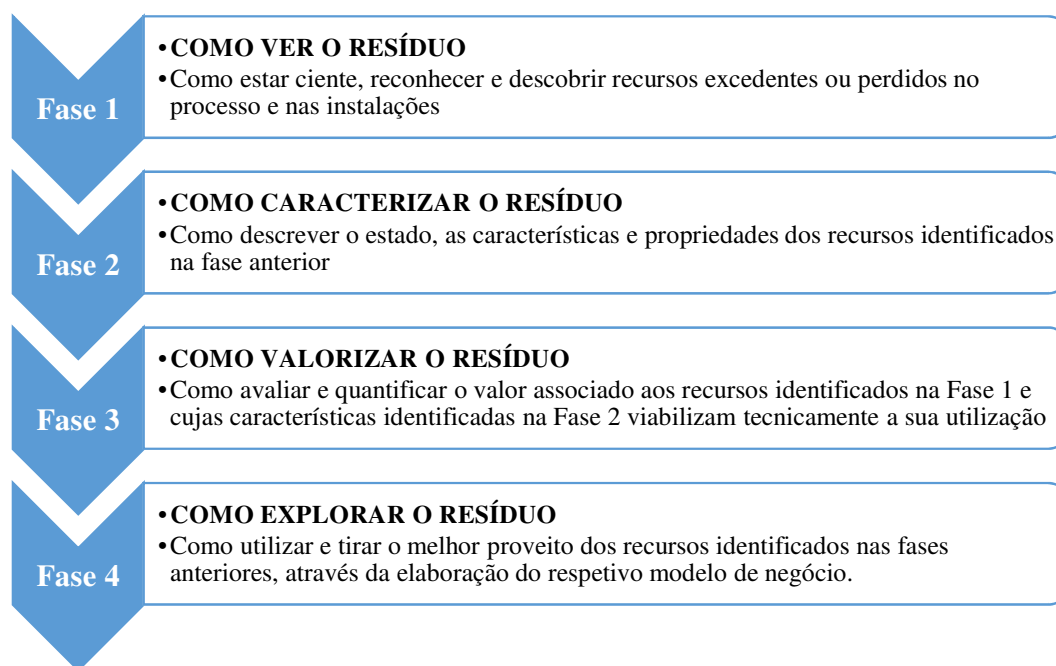 Fase 1
•COMO VER O RESÍDUO
•Como estar ciente, reconhecer e descobrir recursos excedentes ou perdidos no
processo e nas instalações
Fase 2
•COMO CARACTERIZAR O RESÍDUO
•Como descrever o estado, as características e propriedades dos recursos identificados
na fase anterior
Fase 3
•COMO VALORIZAR O RESÍDUO
•Como avaliar e quantificar o valor associado aos recursos identificados na Fase 1 e
cujas características identificadas na Fase 2 viabilizam tecnicamente a sua utilização
Fase 4
•COMO EXPLORAR O RESÍDUO
•Como utilizar e tirar o melhor proveito dos recursos identificados nas fases
anteriores, através da elaboração do respetivo modelo de negócio.